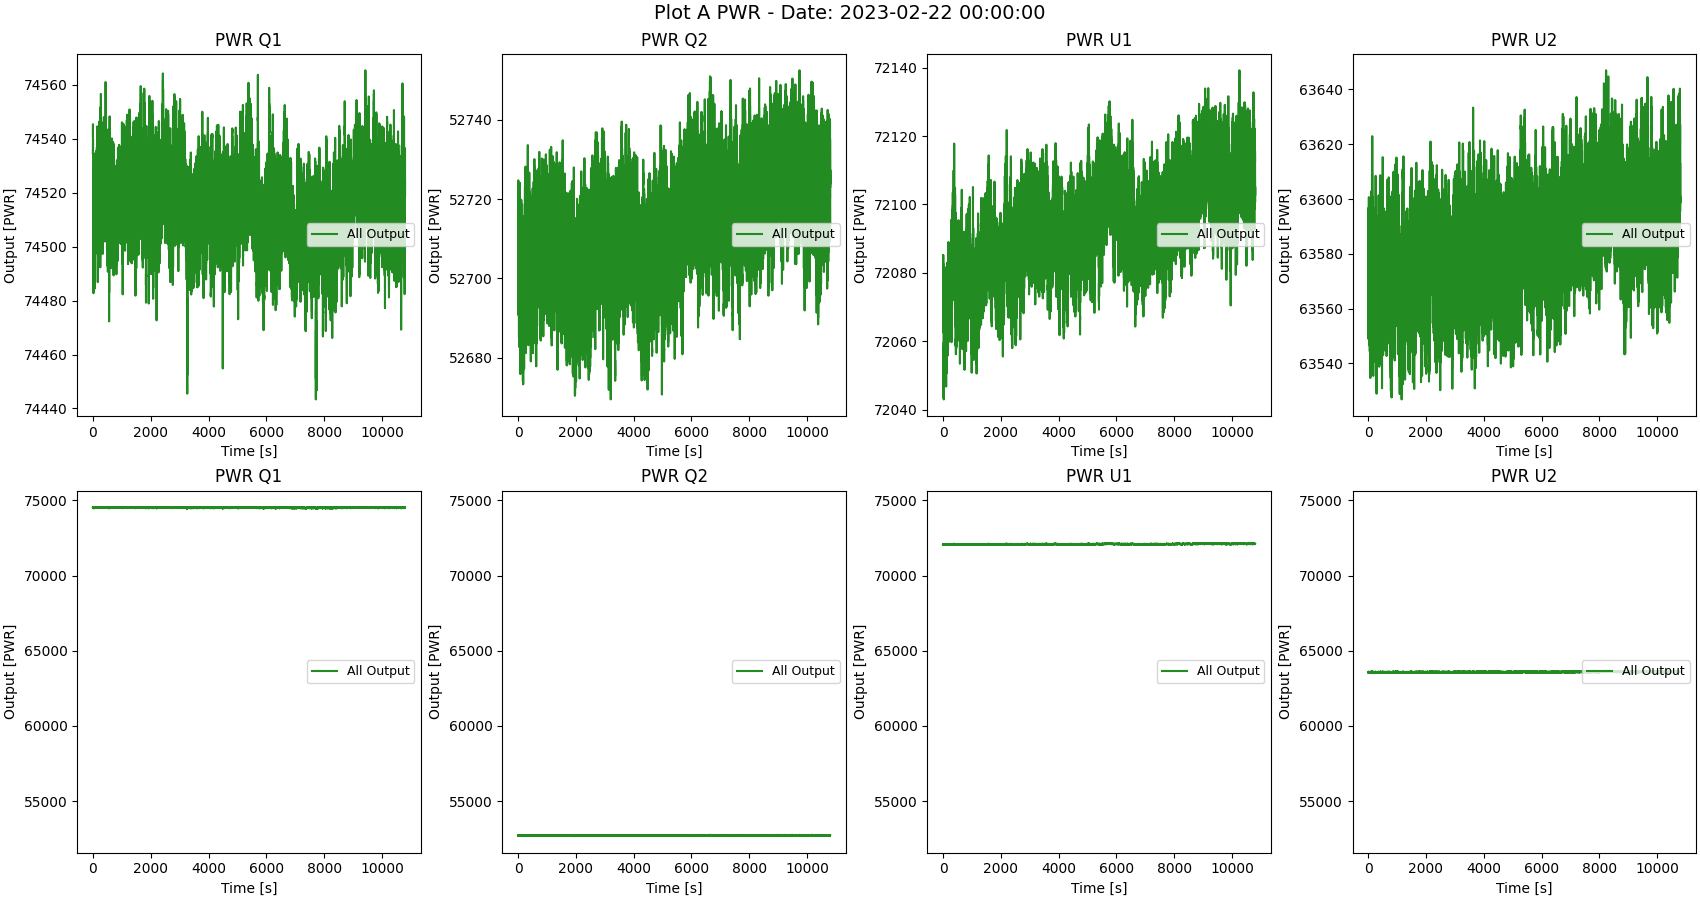 Plot A PWR - Date: 2023-02-22 00:00:00
PWR Q1
PWR Q2
PWR U1
PWR U2
Output [PWR]
74560
74540
74520
74500
74480
74460
74440
All Output
0 2000 4000 6000 8000 10000
Time [s]
Output [PWR]
52740
52720
52700
52680
All Output
0 2000 4000 6000 8000 10000
Time [s]
Output [PWR]
72140
72120
72100
72080
72060
72040
All Output
0 2000 4000 6000 8000 10000
Time [s]
Output [PWR]
63640
63620
63600
63580
63560
63540
All Output
0 2000 4000 6000 8000 10000
Time [s]
PWR Q1
PWR Q2
PWR U1
PWR U2
Output [PWR]
75000
70000
65000
60000
55000
All Output
0 2000 4000 6000 8000 10000
Time [s]
Output [PWR]
75000
70000
65000
60000
55000
All Output
0 2000 4000 6000 8000 10000
Time [s]
Output [PWR]
75000
70000
65000
60000
55000
All Output
0 2000 4000 6000 8000 10000
Time [s]
Output [PWR]
75000
70000
65000
60000
55000
All Output
0 2000 4000 6000 8000 10000
Time [s]